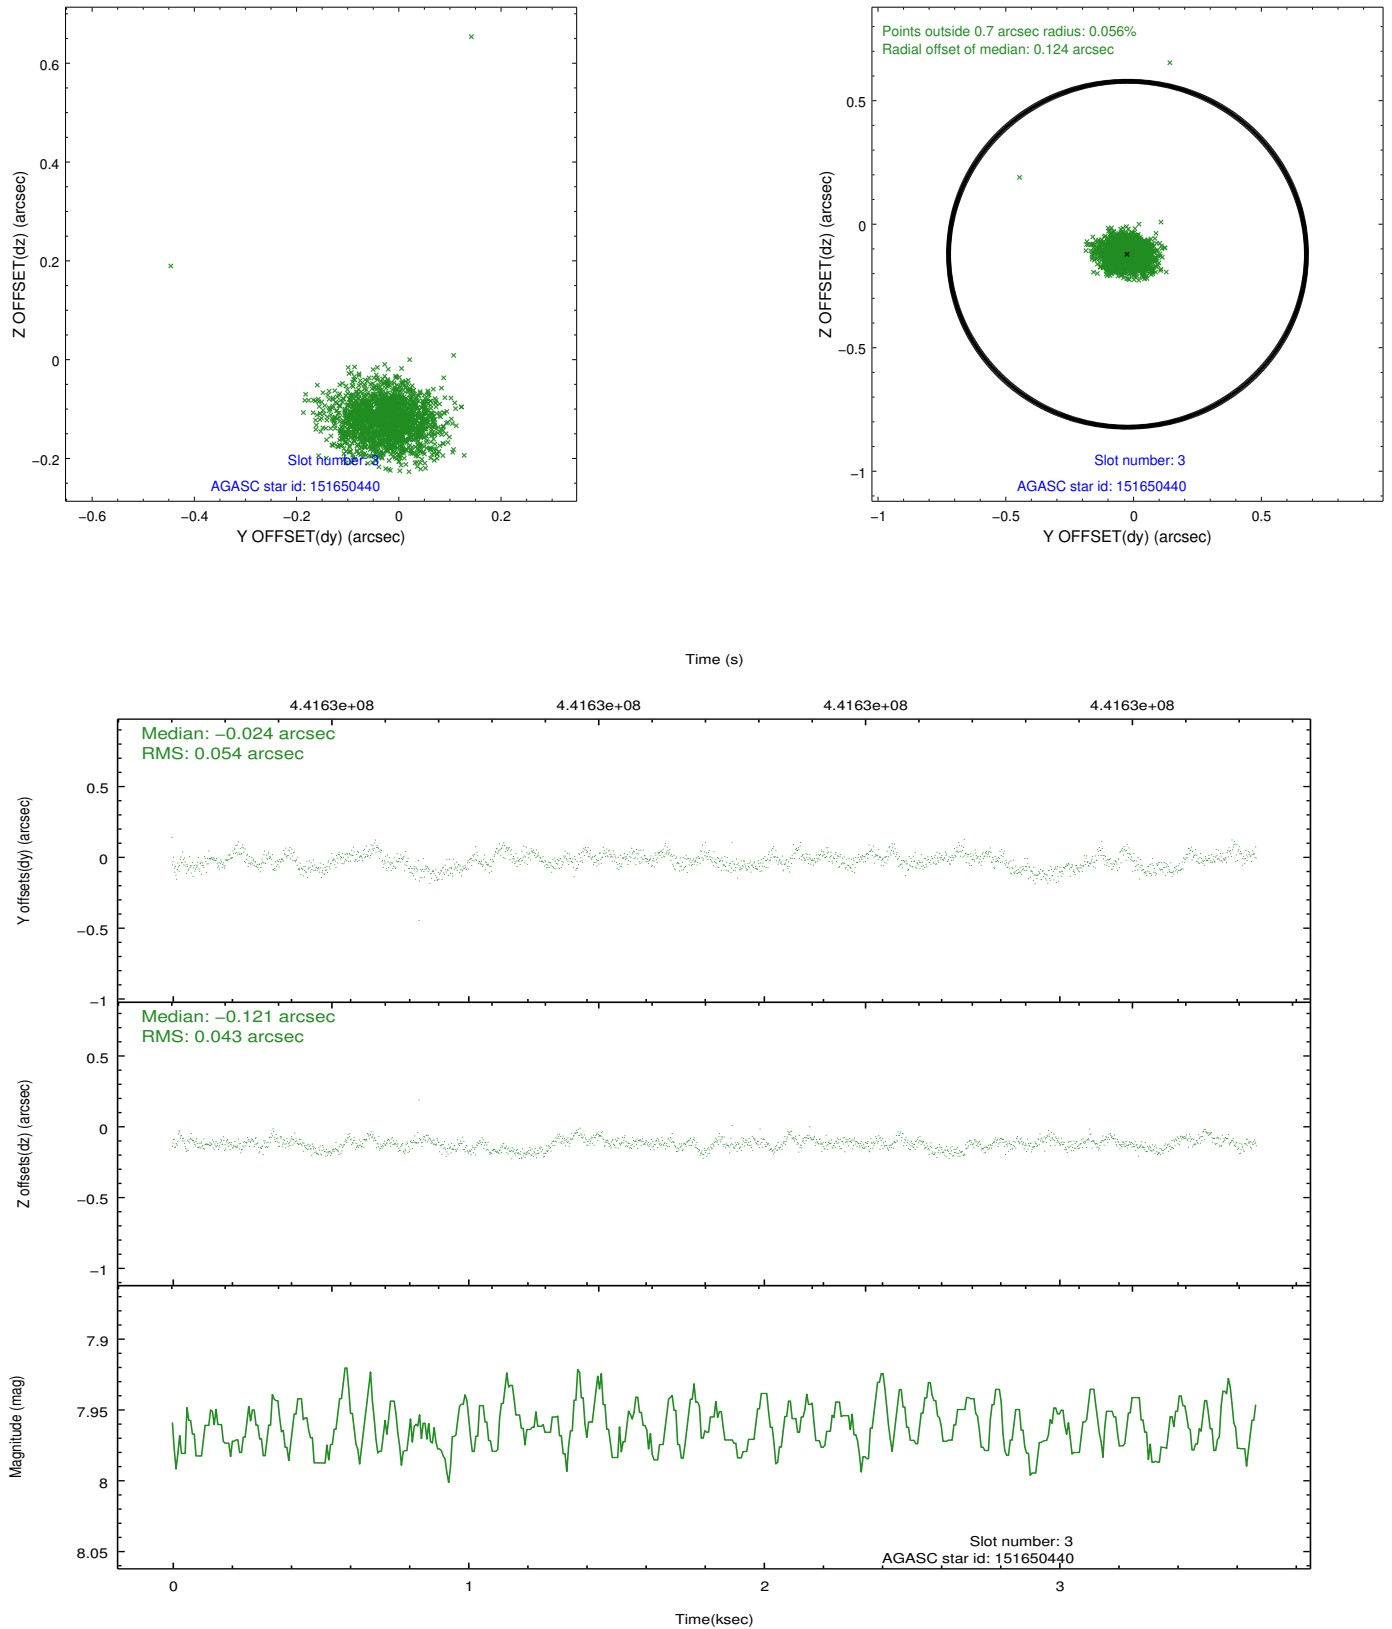 0.6
0.4
0.2
0
−0.2
Z OFFSET(dz) (arcsec)
Slot number: 3
AGASC star id: 151650440
−0.6
−0.4
−0.2
0
0.2
Y OFFSET(dy) (arcsec)
Points outside 0.7 arcsec radius: 0.056%
Radial offset of median: 0.124 arcsec
0.5
0
−0.5
−1
Z OFFSET(dz) (arcsec)
Slot number: 3
AGASC star id: 151650440
−1
−0.5
0
0.5
Y OFFSET(dy) (arcsec)
Time (s)
4.4163e+08
4.4163e+08
4.4163e+08
4.4163e+08
Median: −0.024 arcsec
RMS: 0.054 arcsec
0.5
0
−0.5
−1
Y offsets(dy) (arcsec)
Median: −0.121 arcsec
RMS: 0.043 arcsec
0.5
0
−0.5
−1
Z offsets(dz) (arcsec)
7.9
7.95
8
8.05
Magnitude (mag)
Slot number: 3
AGASC star id: 151650440
0
1
2
3
Time(ksec)